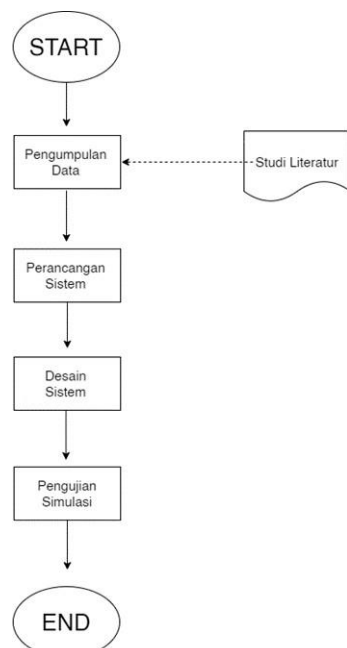 START
Pengumpulan
Data
Studi Literatur
Perancangan
Sistem
Desain
Sistem
Pengujian
Simulasi
END